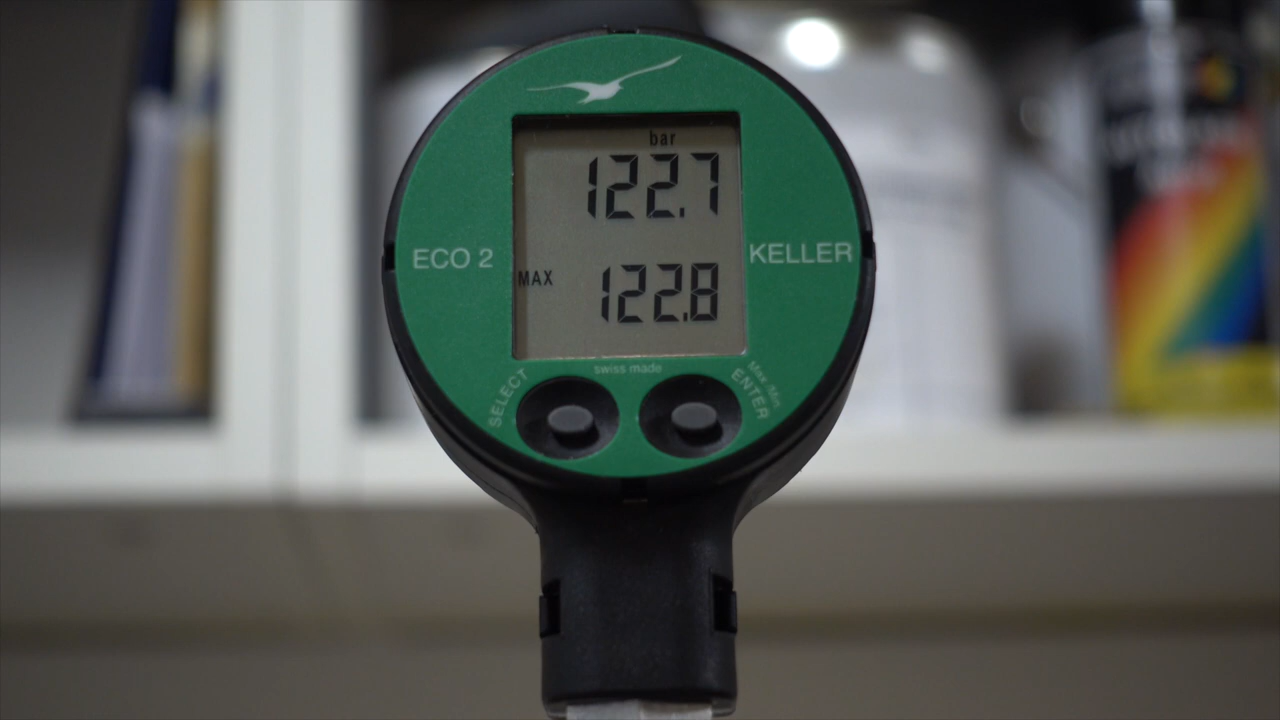 bar
122.7
ECO 2
KELLER
MAX
122.8
swiss made
SELECT
Max./Min.
ENTER